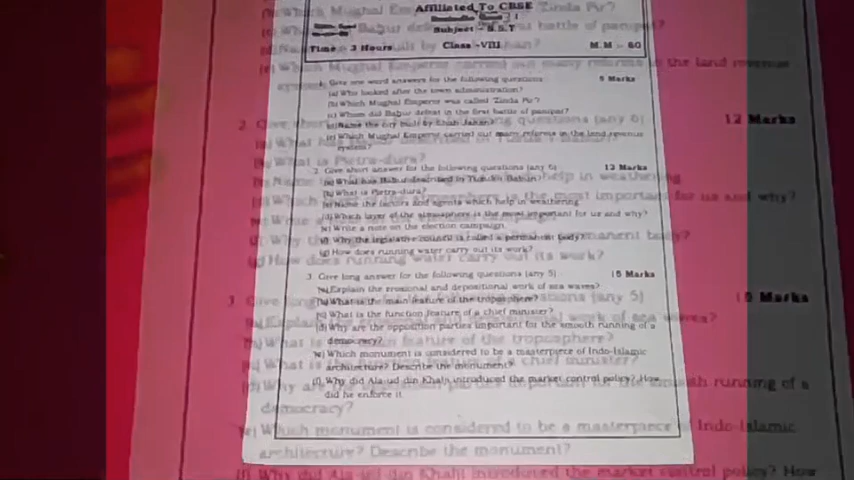 Affiliated To CBSE
Subject - S.S.T
Time - 3 Hours Class -VIII M.M - 60
1. Give one word answers for the following questions 5 Marks
(a) Who looked after the town administration?
(b) Which Mughal Emperor was called 'Zinda Pir'?
(c) Whom did Babur defeat in the first battle of panipat?
(d) Name the city built by Shah Jahan?
(e) Which Mughal Emperor carried out many reforms in the land revenue
system?
2. Give short answer for the following questions (any 6) 12 Marks
(a) What has Babur described in Tuzuk-i Baburi?
(b) What is Pietra-dura?
(c) Name the factors and agents which help in weathering
(d) Which layer of the atmosphere is the most important for us and why?
(e) Write a note on the election campaign
(f) Why the legislative council is called a permanent body?
(g) How does running water carry out its work?
3. Give long answer for the following questions (any 5) 15 Marks
(a) Explain the erosional and depositional work of sea waves?
(b) What is the main feature of the troposphere?
(c) What is the function feature of a chief minister?
(d) Why are the opposition parties important for the smooth running of a
democracy?
(e) Which monument is considered to be a masterpiece of Indo-Islamic
architecture? Describe the monument?
(f) Why did Ala-ud din Khalji introduced the market control policy? How
did he enforce it.